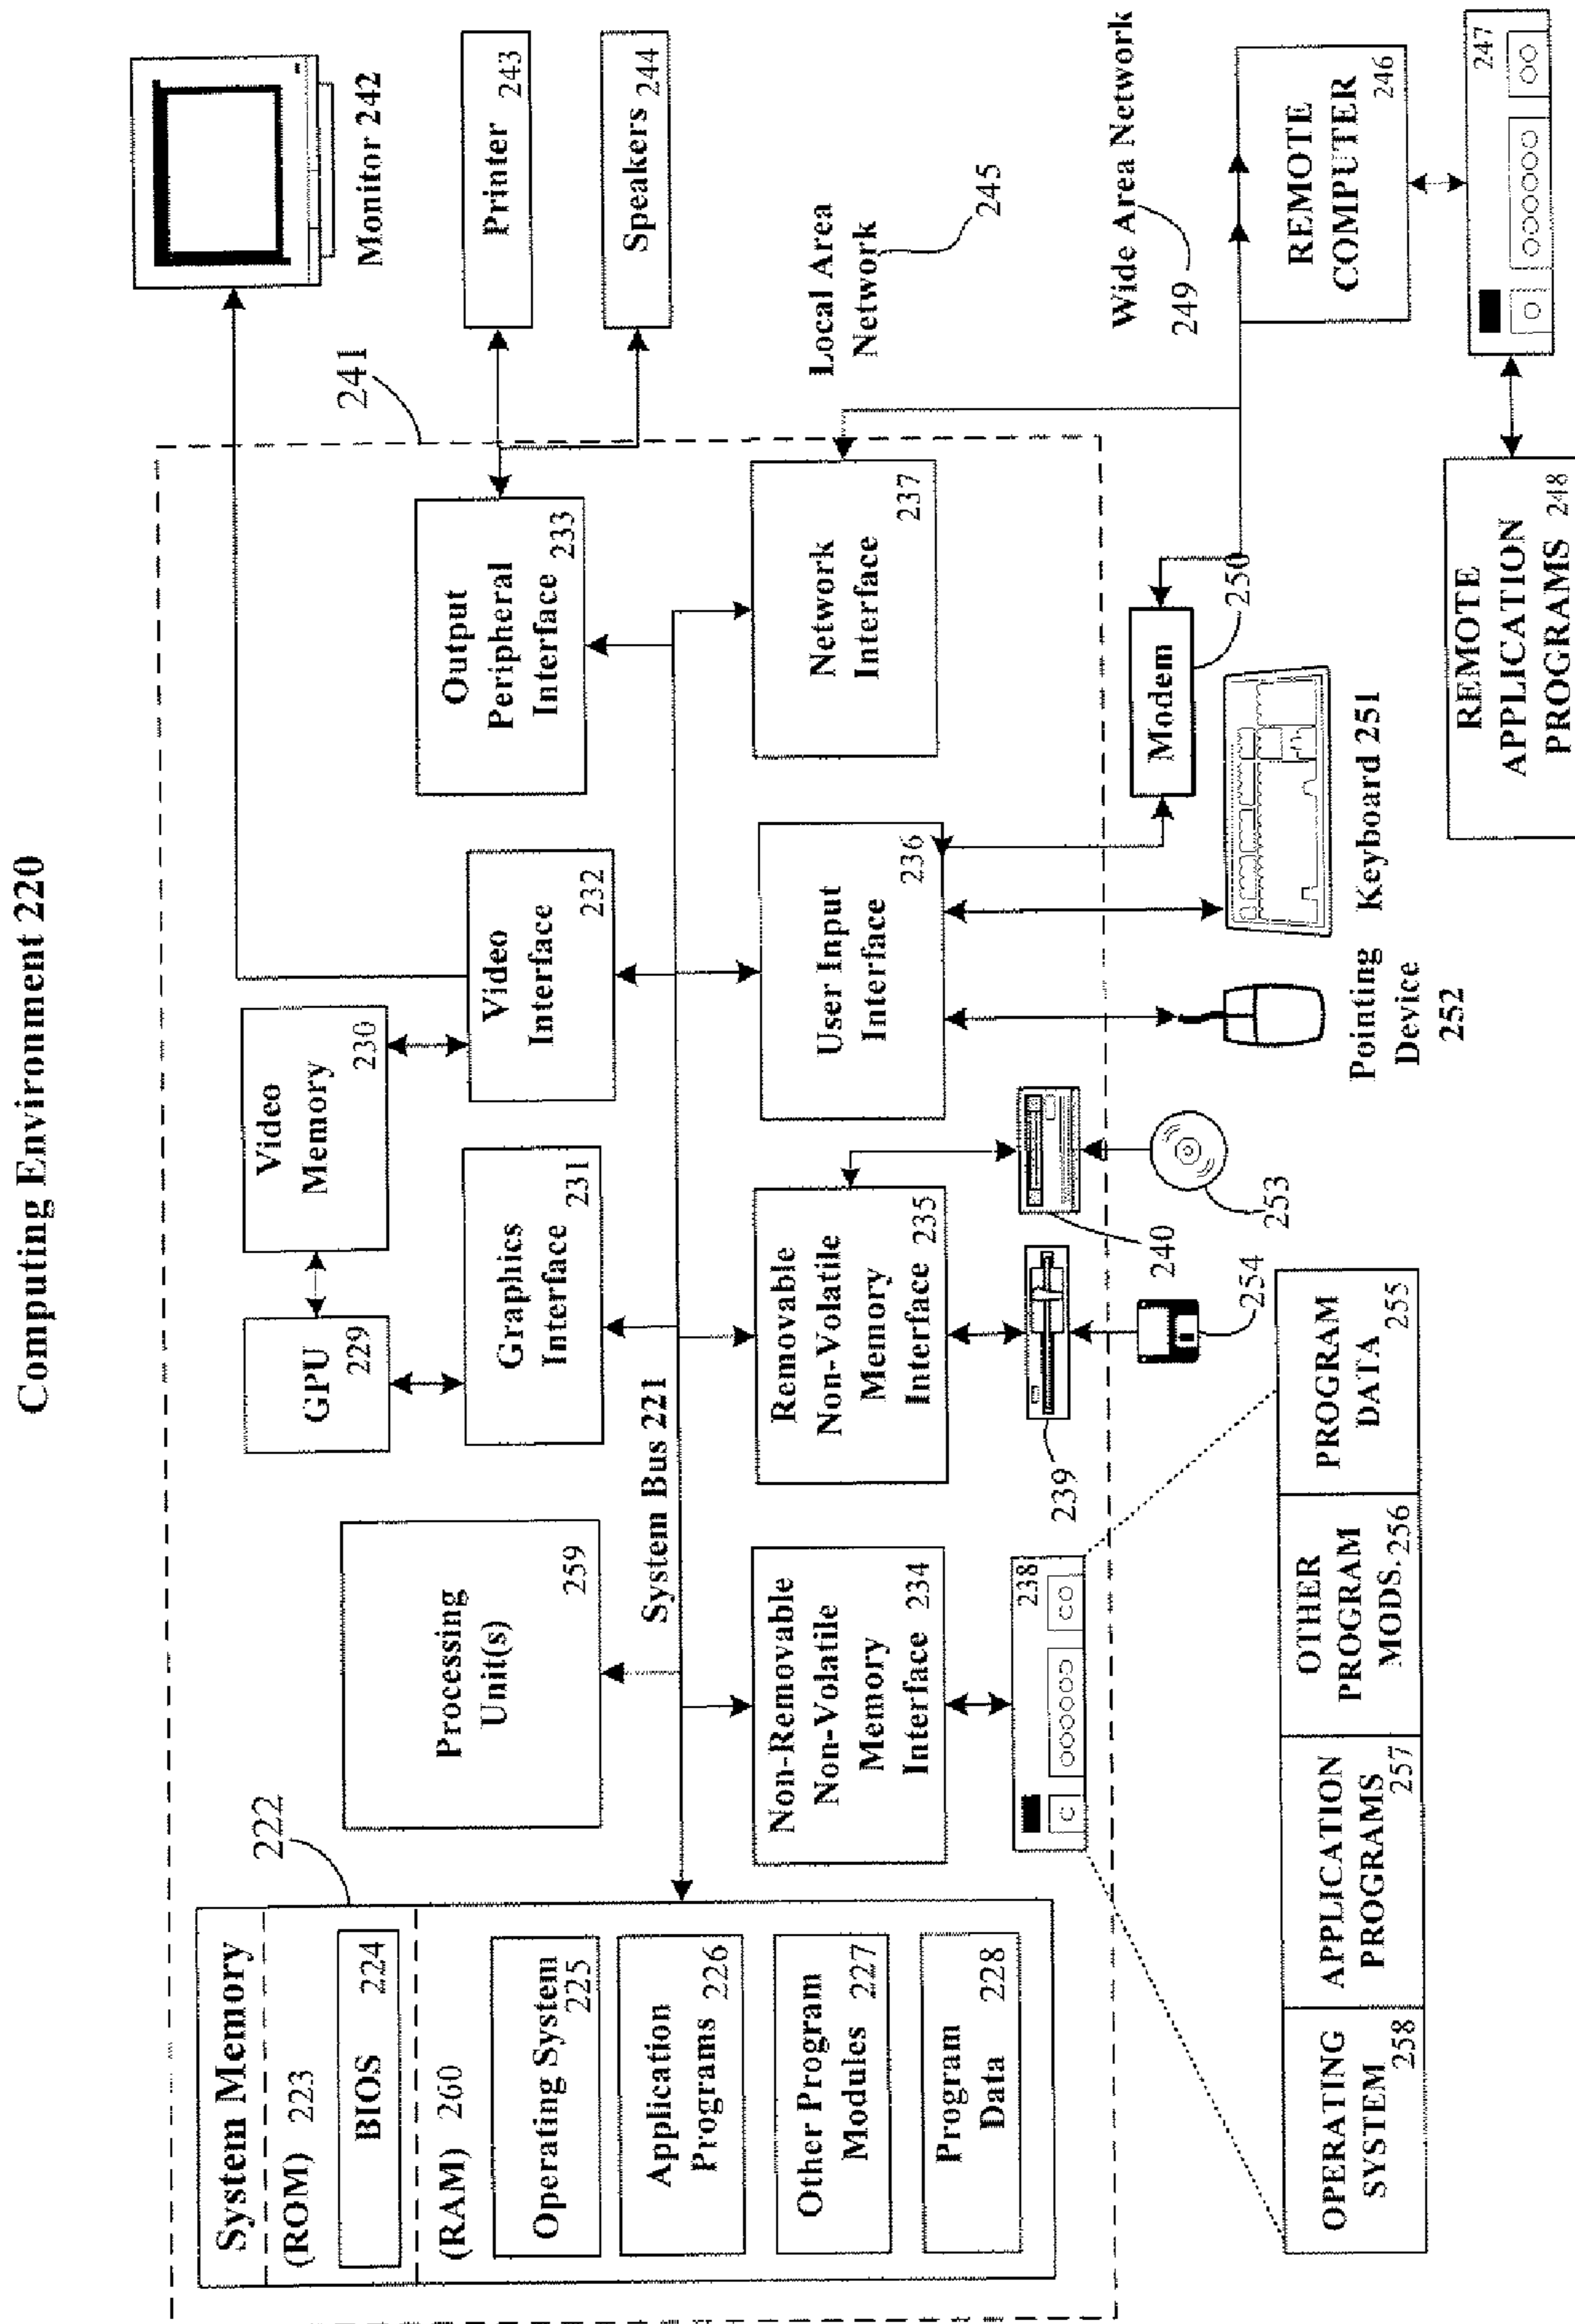 Computing Environment 220
222
System Memory
(ROM) 223
BIOS 224
(RAM) 260
Operating System
225
Application
Programs 226
Other Program
Modules 227
Program
Data 228
Processing
Unit(s)
259
GPU
229
Video
Memory
230
Graphics
Interface
231
Video
Interface
232
Output
Peripheral
Interface 233
241
Monitor 242
Printer
243
Speakers
244
System Bus 221
Non-Removable
Non-Volatile
Memory
Interface 234
Removable
Non-Volatile
Memory
Interface 235
User Input
Interface
236
Network
Interface
237
Local Area
Network
245
238
239
240
254
253
Modem
250
Wide Area Network
249
REMOTE
COMPUTER
246
247
Pointing
Device
252
Keyboard 251
OPERATING
SYSTEM
258
APPLICATION
PROGRAMS
257
OTHER
PROGRAM
MODS.
256
PROGRAM
DATA
255
REMOTE
APPLICATION
PROGRAMS 248